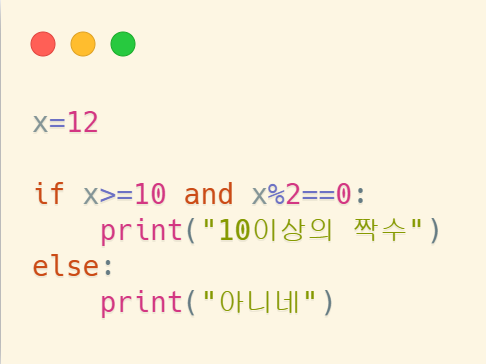 x=12
if x>=10 and x%2==0:
    print("10이상의 짝수")
else:
    print("아니네")